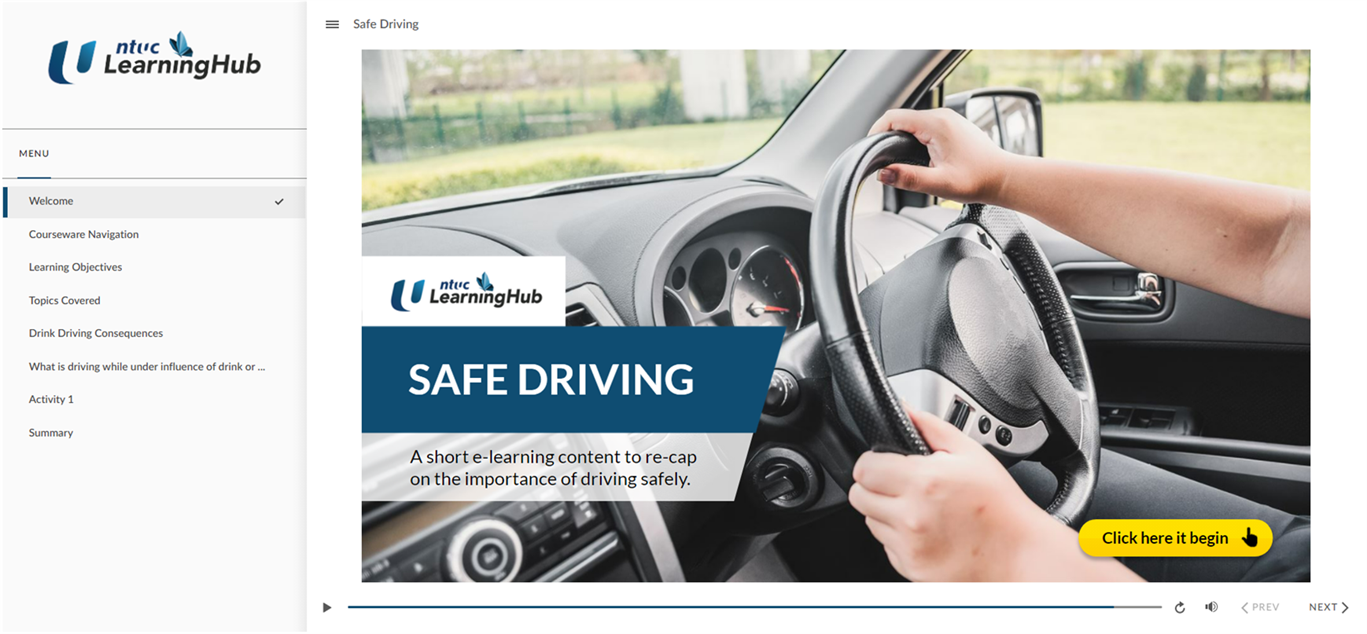 ntuc
LearningHub
MENU
Welcome
Courseware Navigation
Learning Objectives
Topics Covered
Drink Driving Consequences
What is driving while under influence of drink or ...
Activity 1
Summary
Safe Driving
ntuc
LearningHub
SAFE DRIVING
A short e-learning content to re-cap
on the importance of driving safely.
Click here it begin
PREV
NEXT